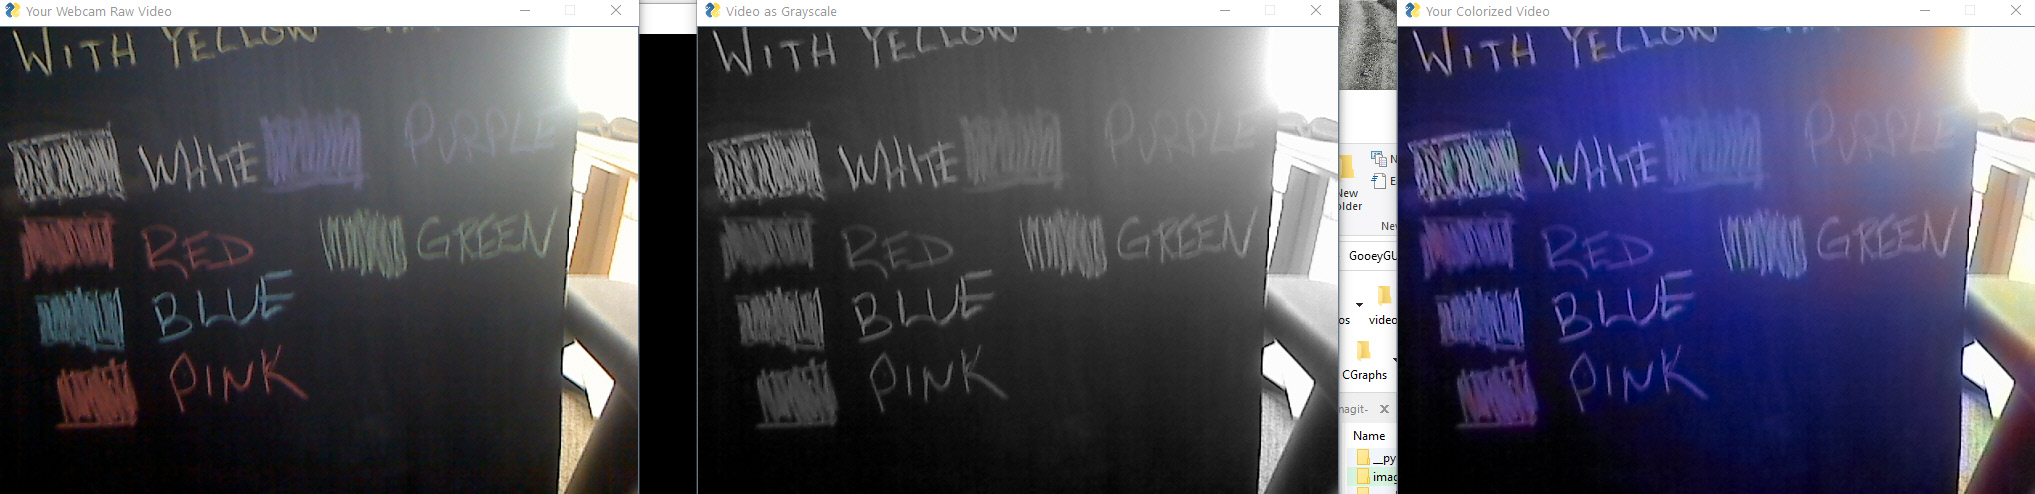 Your Webcam Raw Video
WITH YELLOW
WHITE PURPLE
RED GREEN
BLUE
PINK
Video as Grayscale
WITH YELLOW
WHITE PURPLE
RED GREEN
BLUE
PINK
New
older
N
E
New
GooeyGU
os video
CGraphs
magit-
Name
__py
imag
Your Colorized Video
WITH YELLOW
WHITE PURPLE
RED GREEN
BLUE
PINK